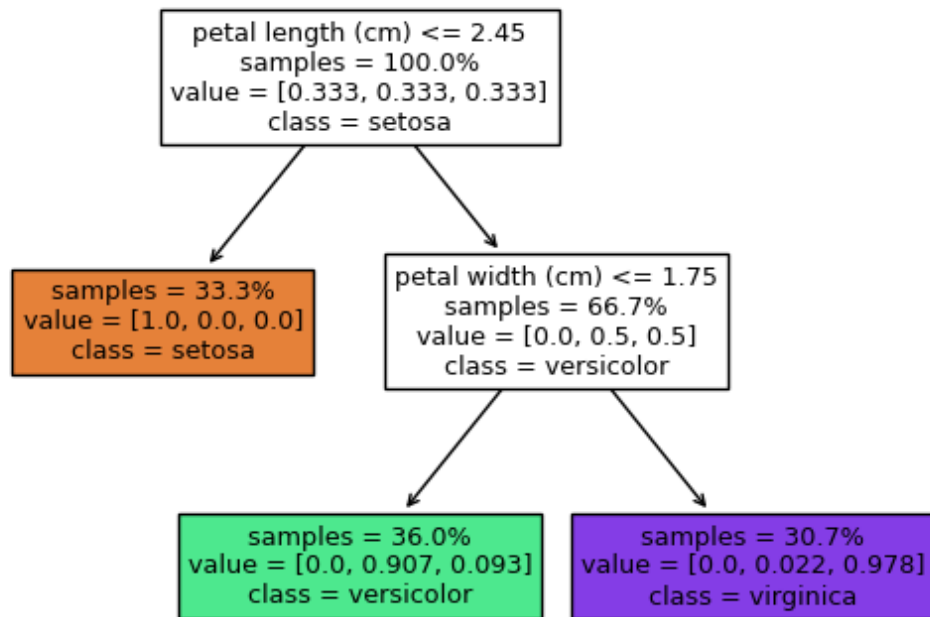 petal length (cm) <= 2.45
samples = 100.0%
value = [0.333, 0.333, 0.333]
class = setosa
samples = 33.3%
value = [1.0, 0.0, 0.0]
class = setosa
petal width (cm) <= 1.75
samples = 66.7%
value = [0.0, 0.5, 0.5]
class = versicolor
samples = 36.0%
value = [0.0, 0.907, 0.093]
class = versicolor
samples = 30.7%
value = [0.0, 0.022, 0.978]
class = virginica